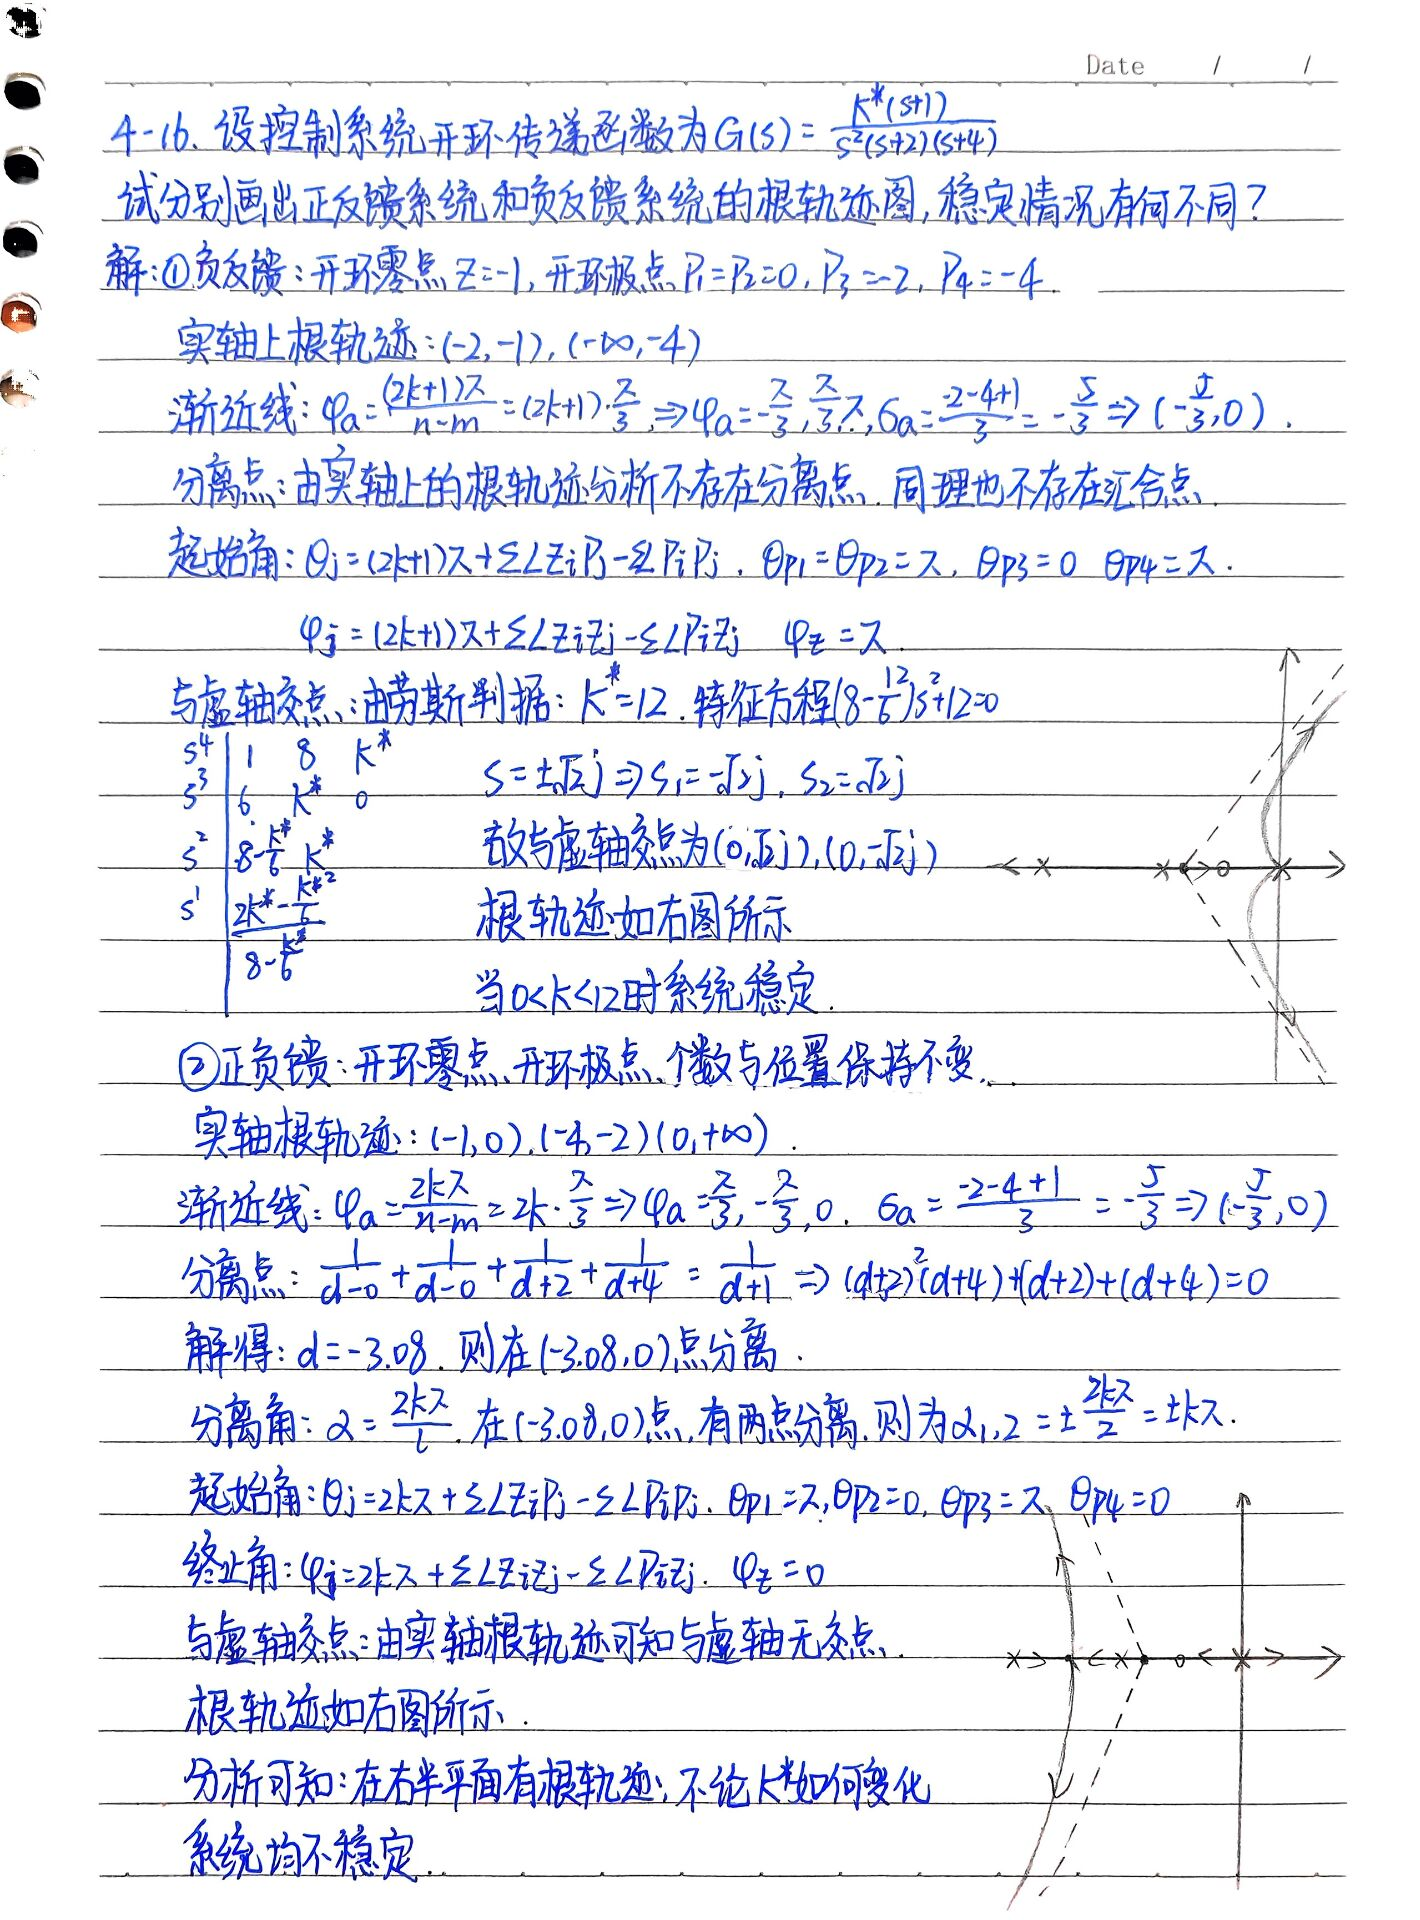 Date / /
4-16. 设控制系统开环传递函数为G(s)=K*(s+1)/s²(s+2)(s+4)
试分别画出正反馈系统和负反馈系统的根轨迹图,稳定情况有何不同?
解:①负反馈:开环零点Z=-1,开环极点P₁=P₂=0,P₃=-2,P₄=-4.
实轴上根轨迹:(-2,-1),(-∞,-4)
渐近线:φa=(2k+1)π/n-m=(2k+1)·π/3 ⇒φa=-π/3,π/3,π,σa=-2-4+1/3=-5/3⇒(-5/3,0).
分离点:由实轴上的根轨迹分析不存在分离点.同理也不存在汇合点.
起始角:θj=(2k+1)π+Σ∠ZiPj-Σ∠PiPj. θp1=θp2=π, θp3=0 θp4=π.
φj=(2k+1)π+Σ∠ZiZj-Σ∠PiZj φz=π.
与虚轴交点:由劳斯判据:K*=12.特征方程(8-12/6)s²+12=0
s⁴ 1 8 K*
s=±√2j⇒s₁=-√2j, s₂=√2j
s³ 6 K* 0
s² 8-K*/6 K*
故与虚轴交点为(0,√2j),(0,-√2j)
s¹ 2K*-K*²/6 / 8-K*/6
根轨迹如右图所示
当0<K<12时系统稳定.
②正负馈:开环零点、开环极点、个数与位置保持不变.
实轴根轨迹:(-1,0).(-4,-2)(0,+∞).
渐近线:φa=2kπ/n-m=2k·π/3⇒φa=π/3,-π/3,0. σa=-2-4+1/3=-5/3⇒(-5/3,0)
分离点:1/d-0+1/d-0+1/d+2+1/d+4=1/d+1⇒(d+2)²(d+4)+(d+2)+(d+4)=0
解得:d=-3.08.则在(-3.08,0)点分离.
分离角:α=2kπ/l.在(-3.08,0)点,有两点分离.则为α₁,₂=±2kπ/2=±kπ.
起始角:θj=2kπ+Σ∠ZiPj-Σ∠PiPj. θp1=π,θp2=0,θp3=π θp4=0
终止角:φj=2kπ+Σ∠ZiZj-Σ∠PiZj. φz=0
与虚轴交点:由实轴根轨迹可知与虚轴无交点.
根轨迹如右图所示.
分析可知:在右半平面有根轨迹,不论K*如何变化
系统均不稳定.